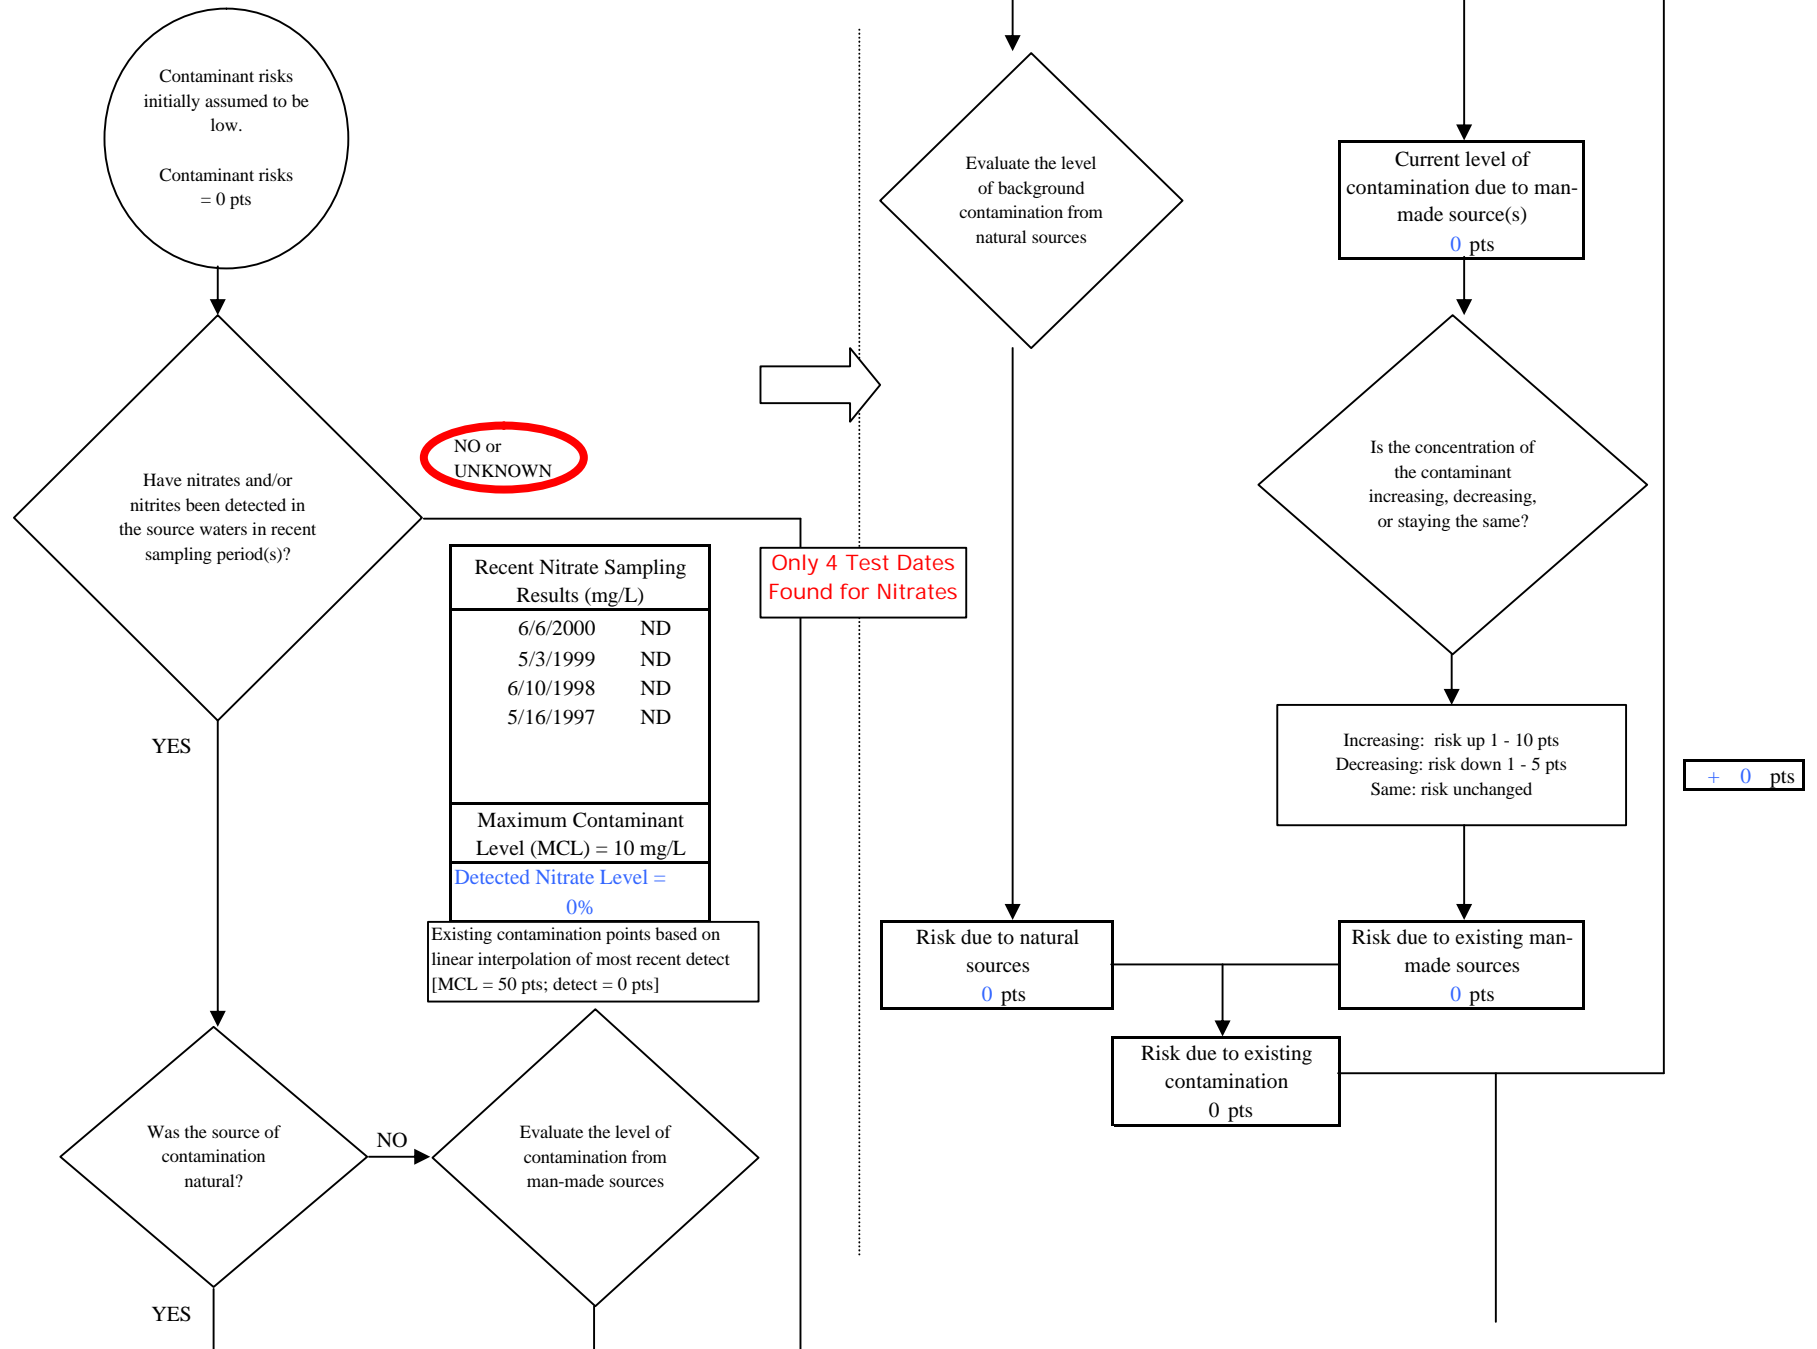 Contaminant risks
initially assumed to be
low.
Contaminant risks
= 0 pts
Have nitrates and/or
nitrites been detected in
the source waters in recent
sampling period(s)?
NO or
UNKNOWN
YES
Recent Nitrate Sampling
Results (mg/L)
6/6/2000 ND
5/3/1999 ND
6/10/1998 ND
5/16/1997 ND
Maximum Contaminant
Level (MCL) = 10 mg/L
Detected Nitrate Level =
0%
Existing contamination points based on
linear interpolation of most recent detect
[MCL = 50 pts; detect = 0 pts]
Only 4 Test Dates
Found for Nitrates
Was the source of
contamination
natural?
NO
YES
Evaluate the level of
contamination from
man-made sources
Evaluate the level
of background
contamination from
natural sources
Current level of
contamination due to man-
made source(s)
0 pts
Is the concentration of
the contaminant
increasing, decreasing,
or staying the same?
Increasing: risk up 1 - 10 pts
Decreasing: risk down 1 - 5 pts
Same: risk unchanged
+ 0 pts
Risk due to natural
sources
0 pts
Risk due to existing man-
made sources
0 pts
Risk due to existing
contamination
0 pts